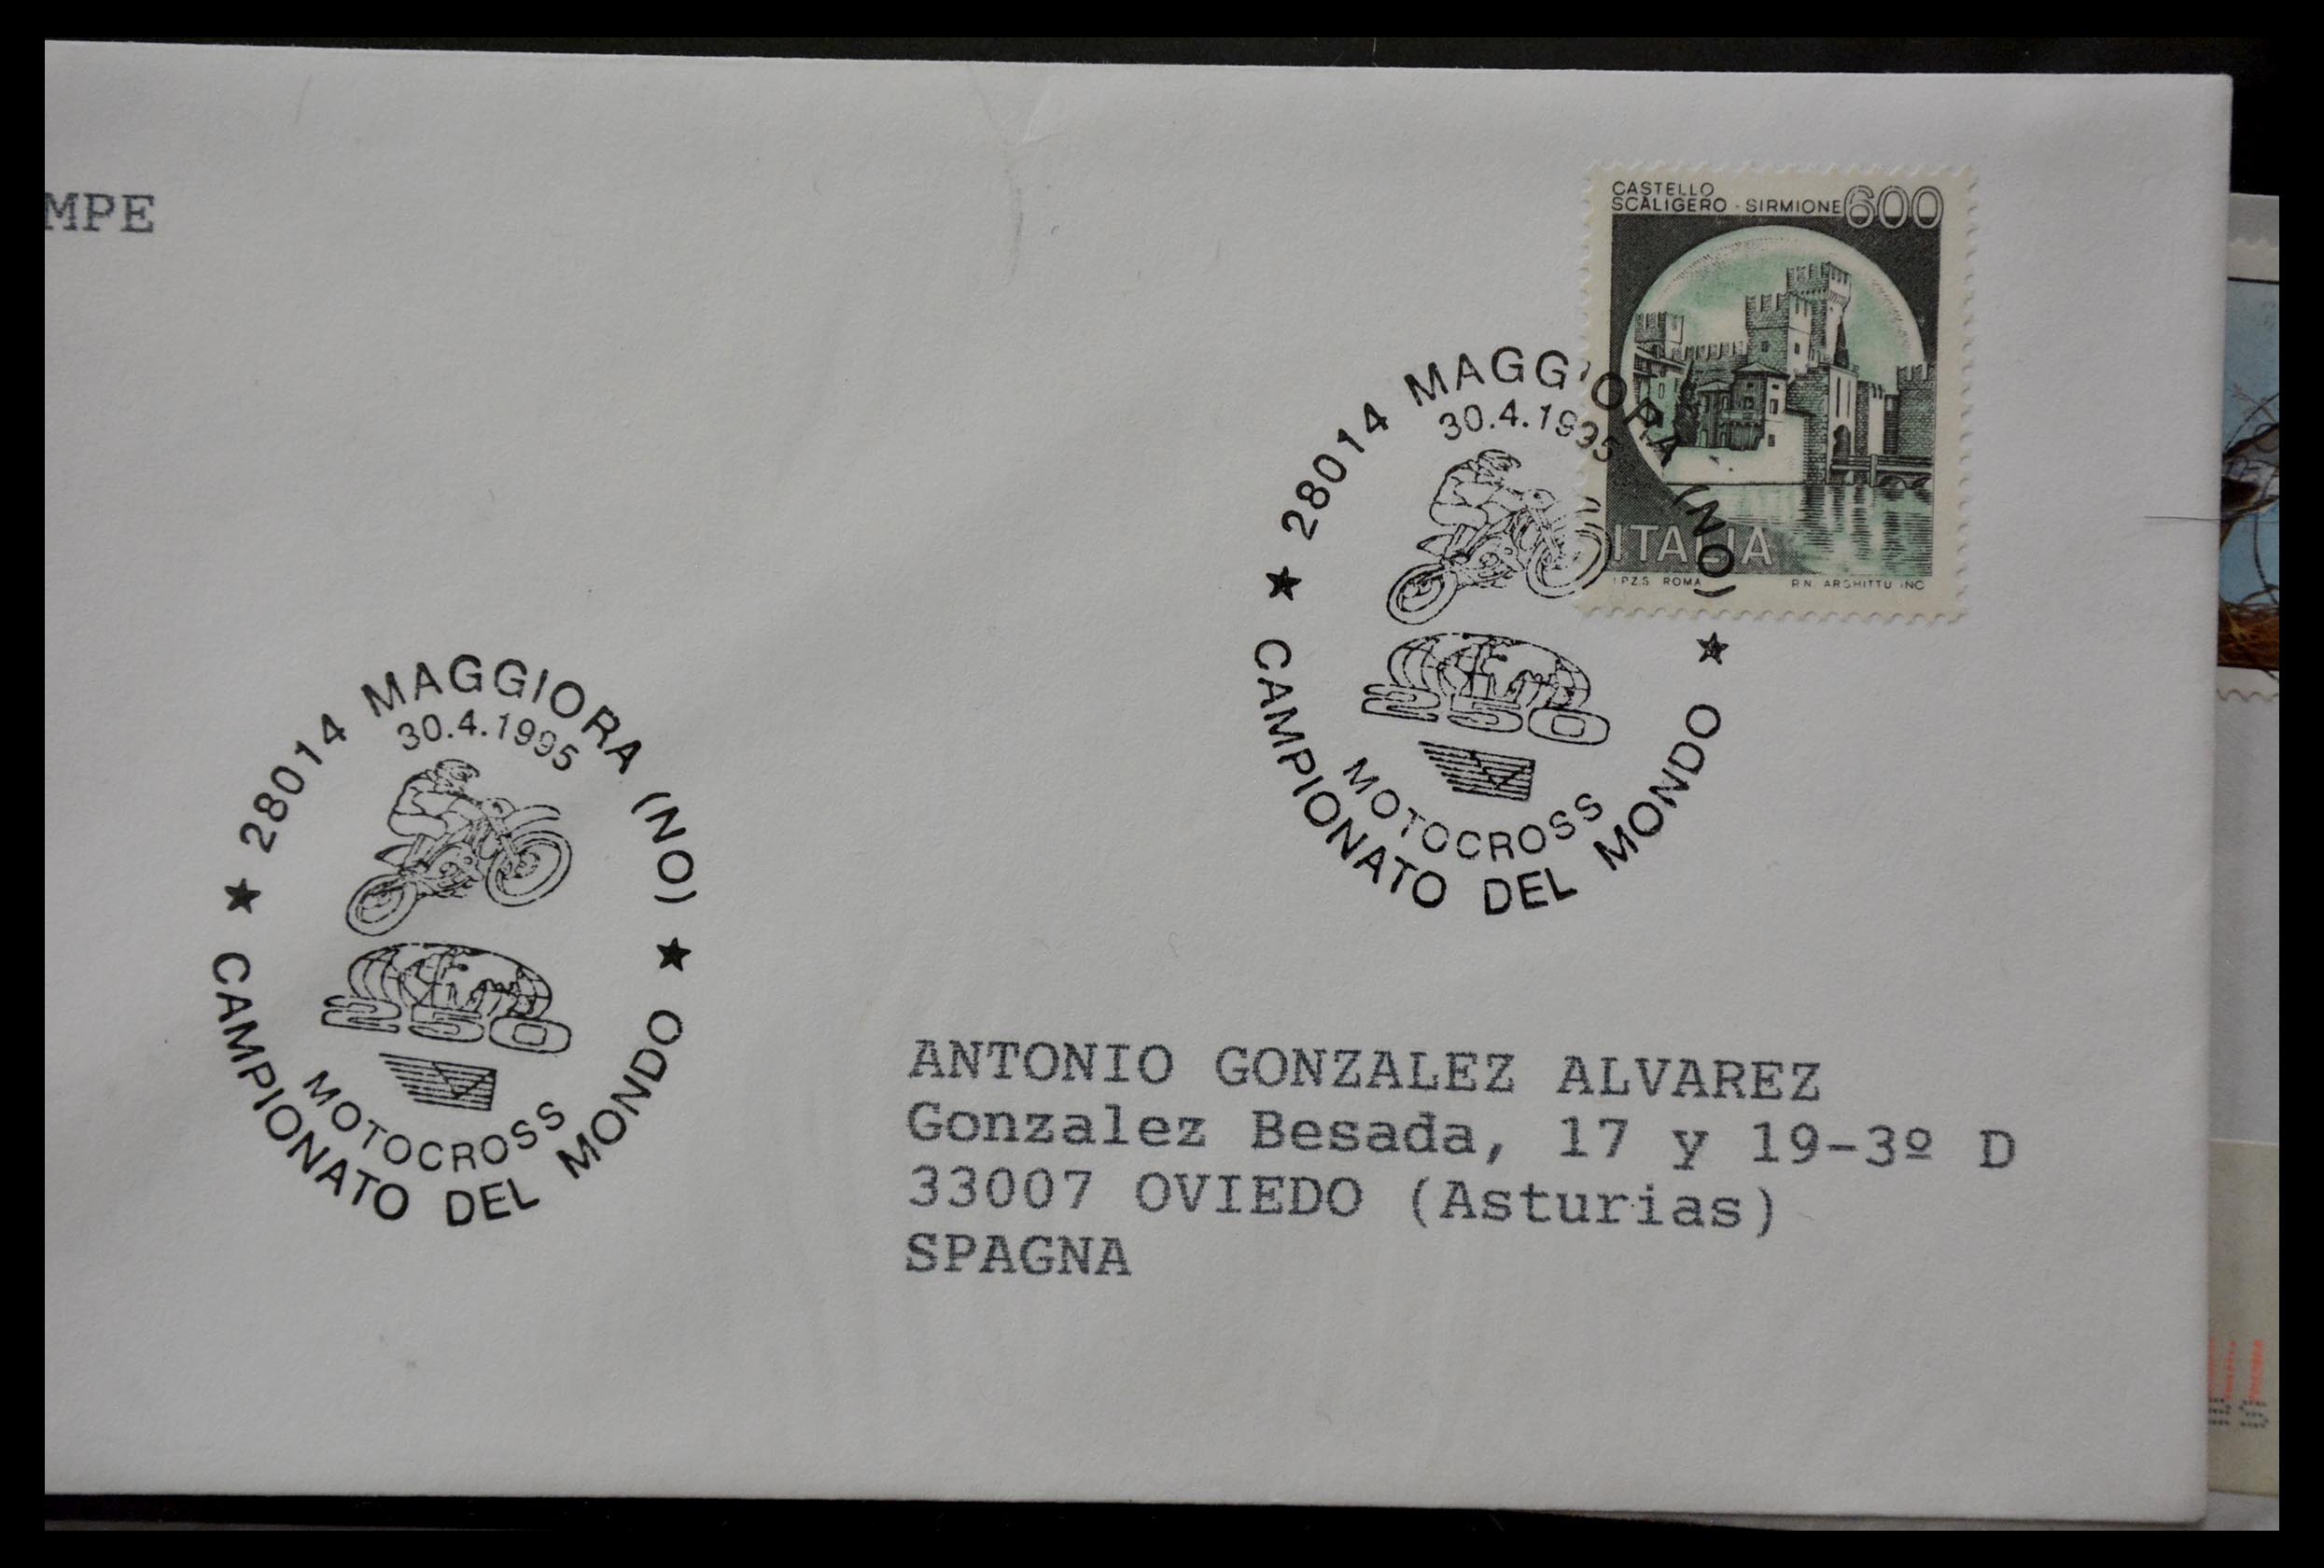 MPE
CASTELLO
SCALIGERO - SIRMIONE 600
ITALIA
I.P.Z.S. ROMA
28014 MAGGIORA (NO)
30.4.1995
250
MOTOCROSS
★ CAMPIONATO DEL MONDO ★
28014 MAGGIORA (NO)
30.4.1995
250
MOTOCROSS
★ CAMPIONATO DEL MONDO ★
ANTONIO GONZALEZ ALVAREZ
Gonzalez Besada, 17 y 19-3º D
33007 OVIEDO (Asturias)
SPAGNA